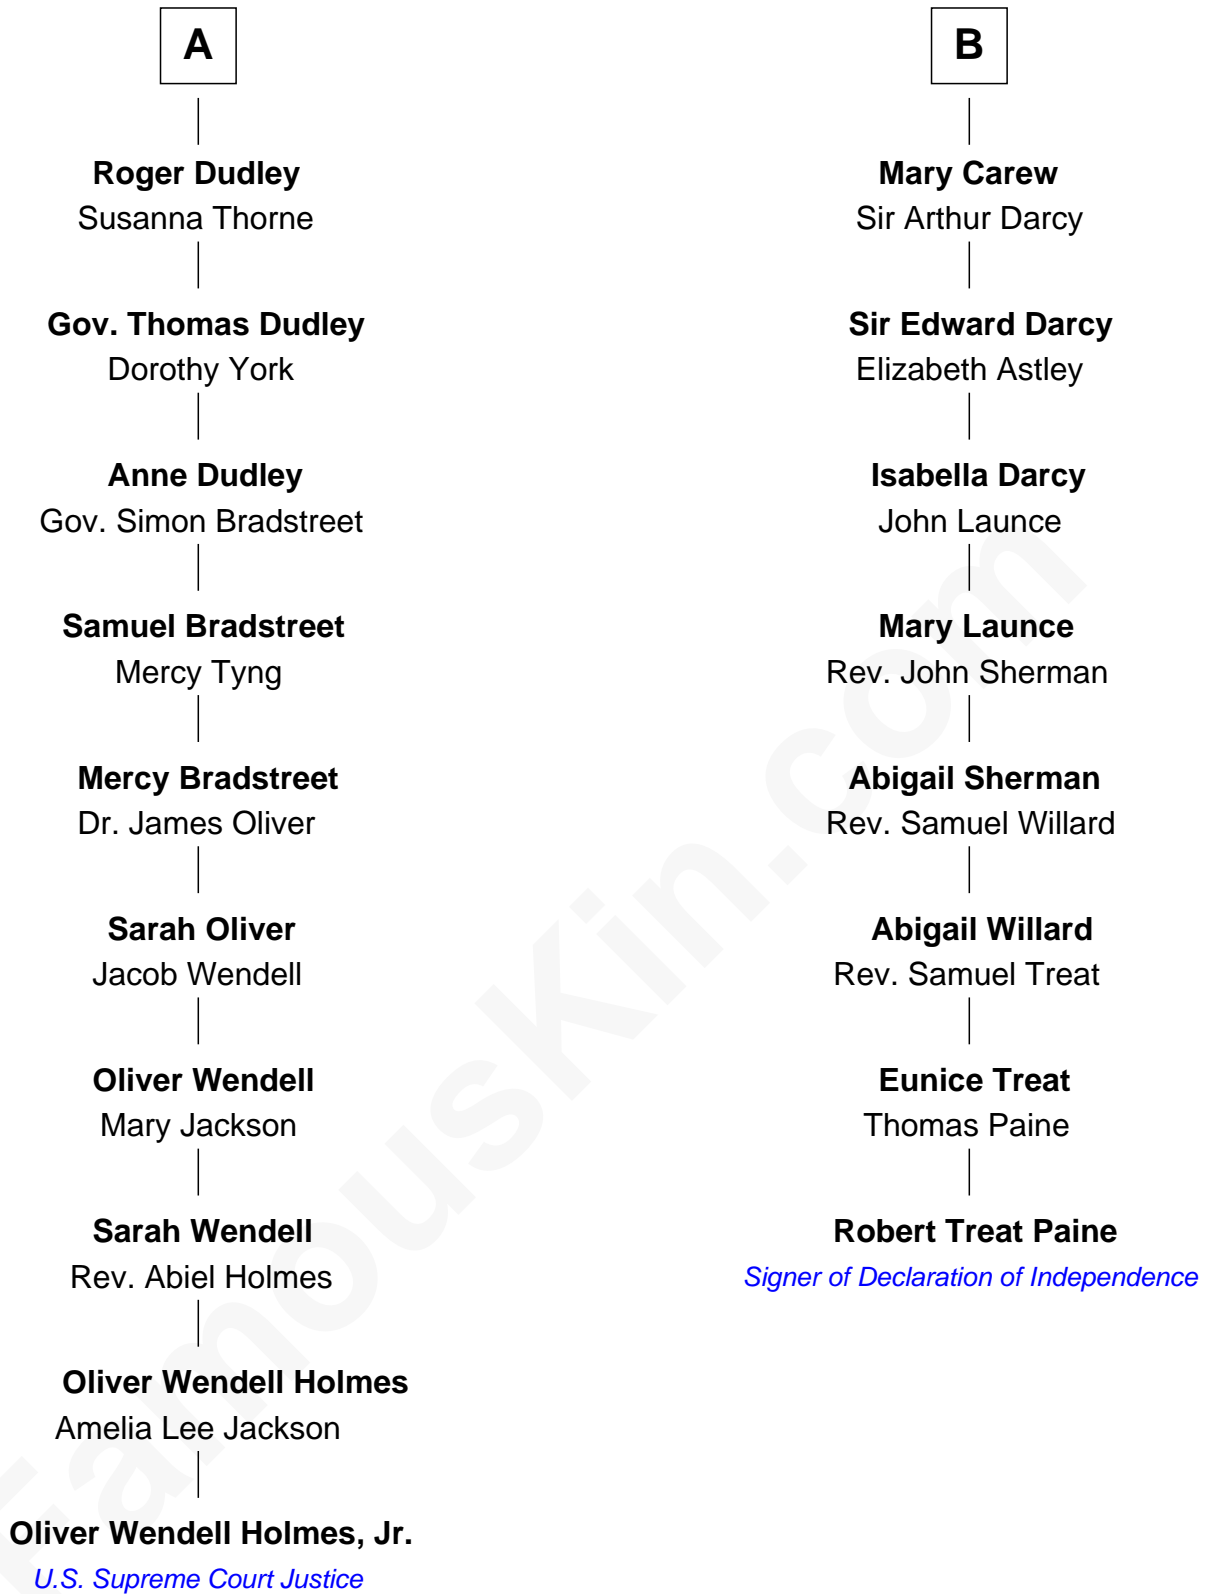 A
Roger Dudley
Susanna Thorne
Gov. Thomas Dudley
Dorothy York
Anne Dudley
Gov. Simon Bradstreet
Samuel Bradstreet
Mercy Tyng
Mercy Bradstreet
Dr. James Oliver
Sarah Oliver
Jacob Wendell
Oliver Wendell
Mary Jackson
Sarah Wendell
Rev. Abiel Holmes
Oliver Wendell Holmes
Amelia Lee Jackson
Oliver Wendell Holmes, Jr.
U.S. Supreme Court Justice
B
Mary Carew
Sir Arthur Darcy
Sir Edward Darcy
Elizabeth Astley
Isabella Darcy
John Launce
Mary Launce
Rev. John Sherman
Abigail Sherman
Rev. Samuel Willard
Abigail Willard
Rev. Samuel Treat
Eunice Treat
Thomas Paine
Robert Treat Paine
Signer of Declaration of Independence
FamousKin.com